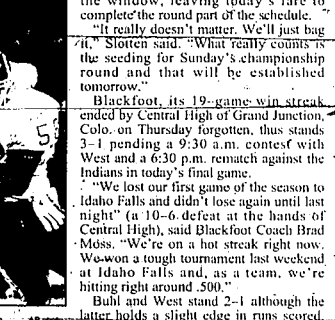 the window, leaving today's fare to
complete the round part of the schedule.
"It really doesn't matter. We'll just bag
it," Slotten said. "What really counts is
the seeding for Sunday's championship
round and that will be established
tomorrow."
Blackfoot, its 19-game win streak
ended by Central High of Grand Junction,
Colo. on Thursday forgotten, thus stands
3-1 pending a 9:30 a.m. contest with
West and a 6:30 p.m. rematch against the
Indians in today's final game.
"We lost our first game of the season to
Idaho Falls and didn't lose again until last
night" (a 10-6 defeat at the hands of
Central High), said Blackfoot Coach Brad
Moss. "We're on a hot streak right now.
We won a tough tournament last weekend
at Idaho Falls and, as a team, we're
hitting right around .500."
Buhl and West stand 2-1 although the
latter holds a slight edge in runs scored,
5